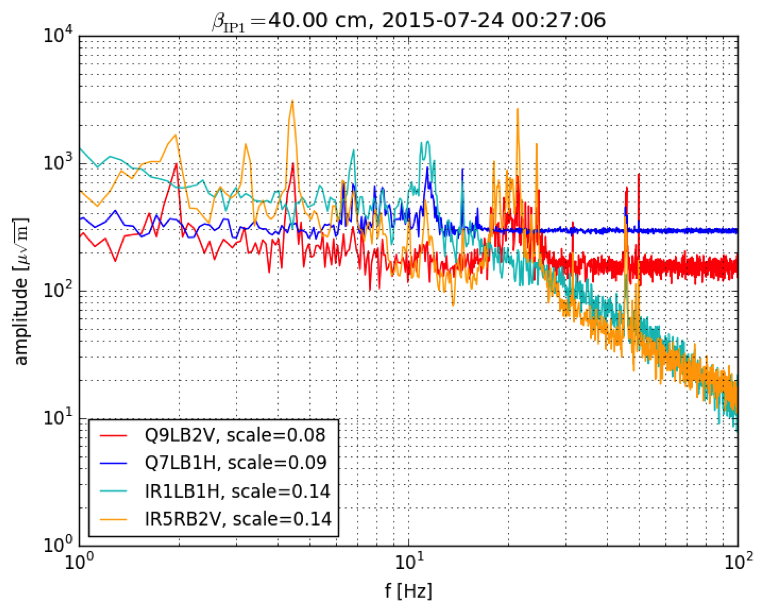 β_IP1=40.00 cm, 2015-07-24 00:27:06
10^4
10^3
10^2
10^1
10^0
amplitude [μ√m]
Q9LB2V, scale=0.08
Q7LB1H, scale=0.09
IR1LB1H, scale=0.14
IR5RB2V, scale=0.14
10^0 10^1 10^2
f [Hz]